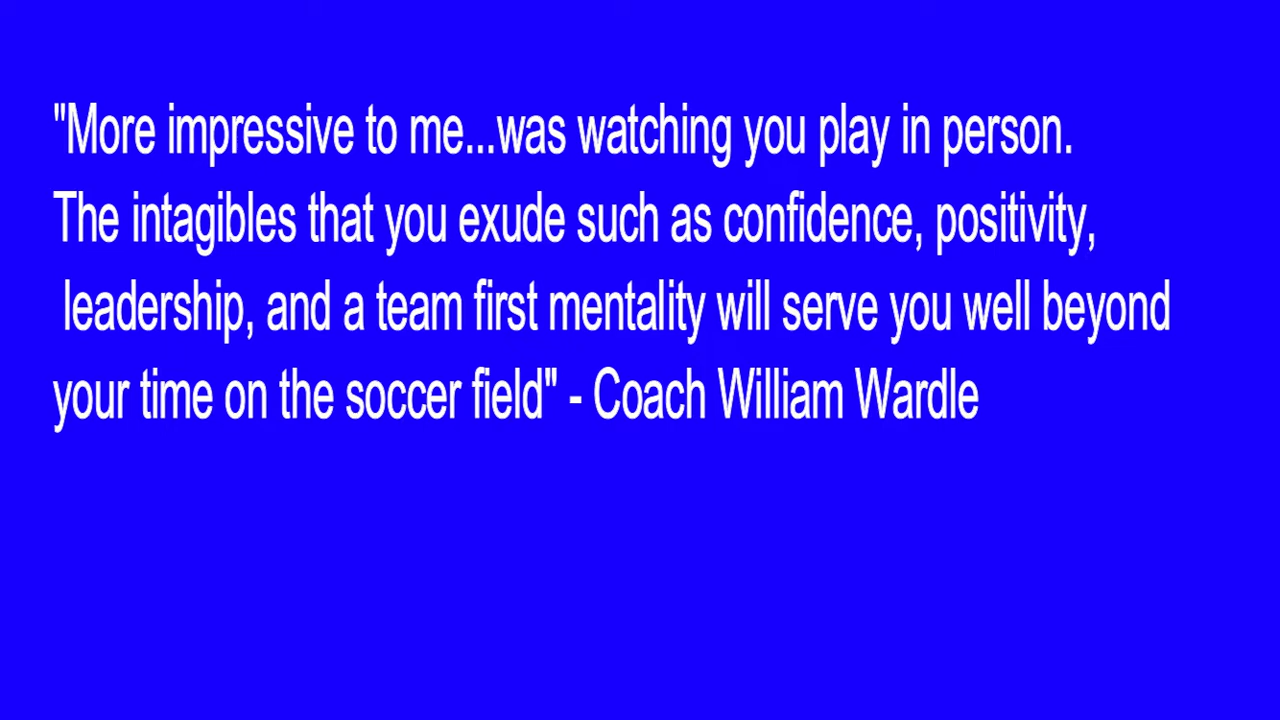 "More impressive to me...was watching you play in person.
The intagibles that you exude such as confidence, positivity,
leadership, and a team first mentality will serve you well beyond
your time on the soccer field" - Coach William Wardle